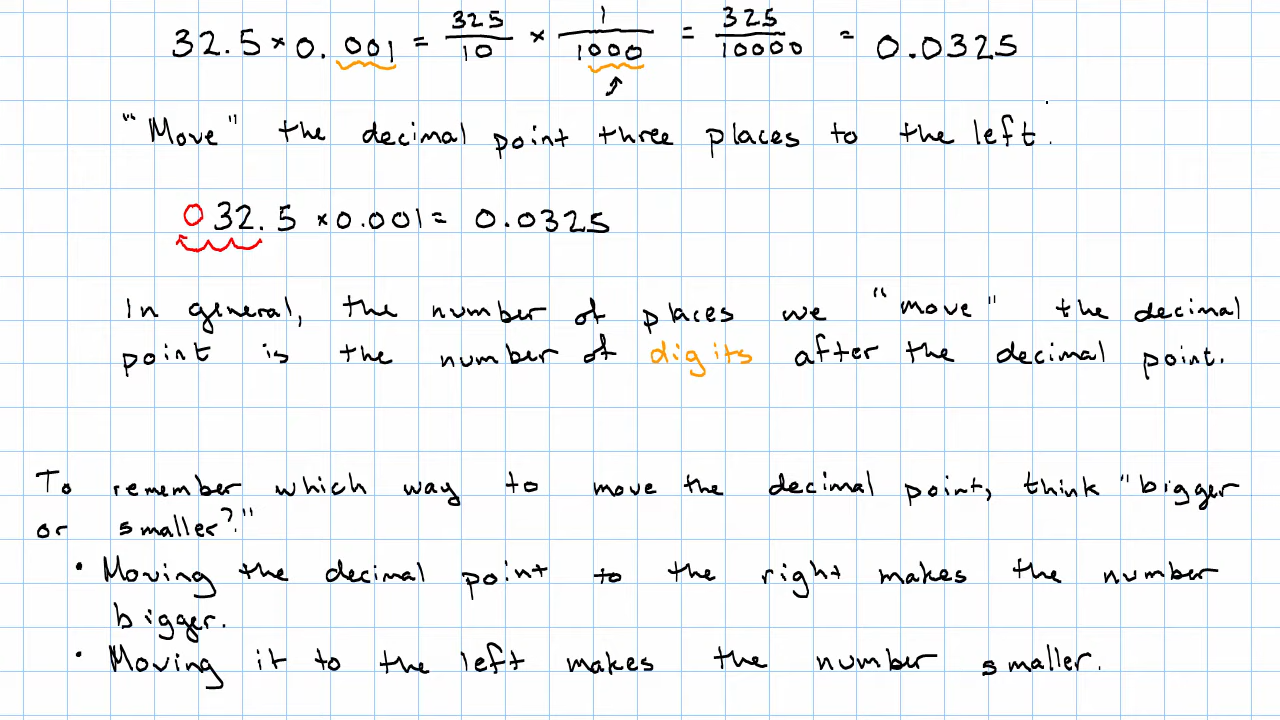 32.5 × 0.001 = 325/10 × 1/1000 = 325/10000 = 0.0325
"Move" the decimal point three places to the left.
032.5 × 0.001 = 0.0325
In general, the number of places we "move" the decimal
point is the number of digits after the decimal point.
To remember which way to move the decimal point, think "bigger
or smaller?"
• Moving the decimal point to the right makes the number
bigger.
• Moving it to the left makes the number smaller.